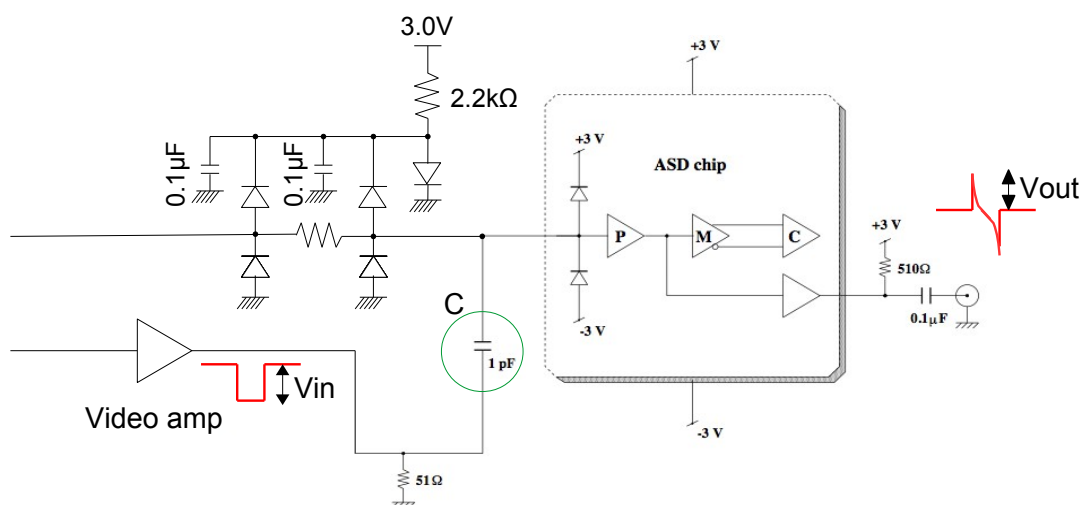 3.0V
2.2kΩ
0.1µF
0.1µF
+3 V
+3 V
ASD chip
P
M
C
-3 V
+3 V
510Ω
0.1µF
Vout
C
1 pF
Vin
Video amp
51Ω
-3 V